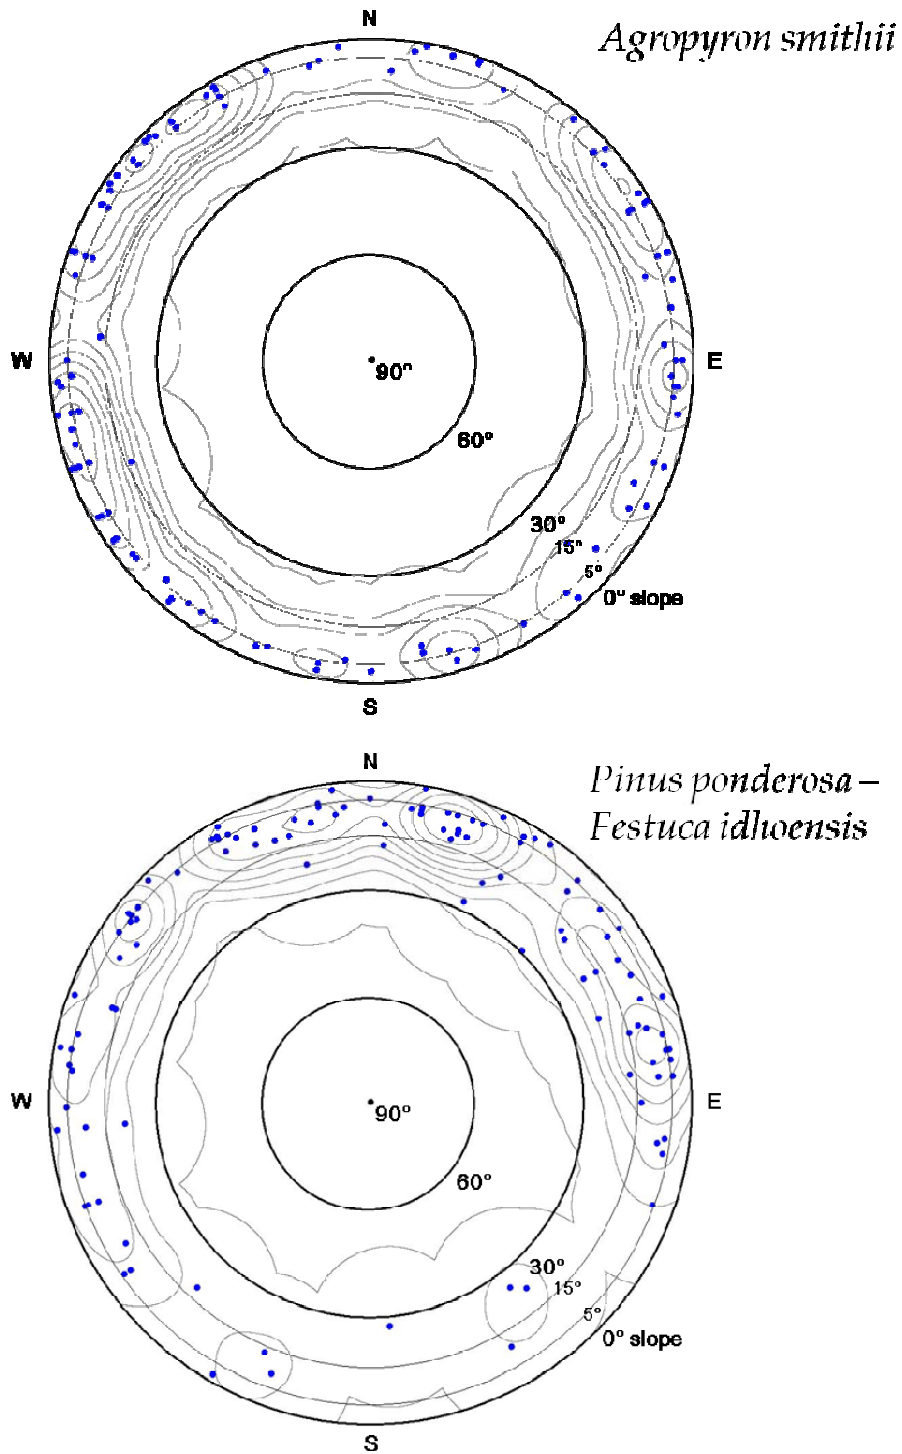 N
Agropyron smithii
W
E
90°
60°
30°
15°
5°
0° slope
S
N
Pinus ponderosa –
Festuca idhoensis
W
E
90°
60°
30°
15°
5°
0° slope
S